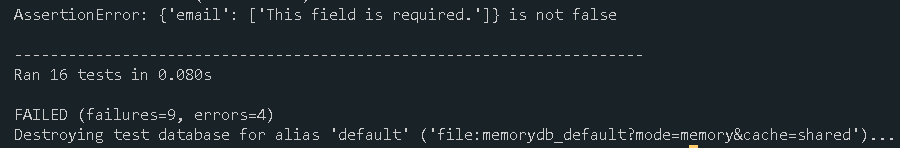 AssertionError: {'email': ['This field is required.']} is not false
----------------------------------------------------------------------
Ran 16 tests in 0.080s
FAILED (failures=9, errors=4)
Destroying test database for alias 'default' ('file:memorydb_default?mode=memory&cache=shared')...